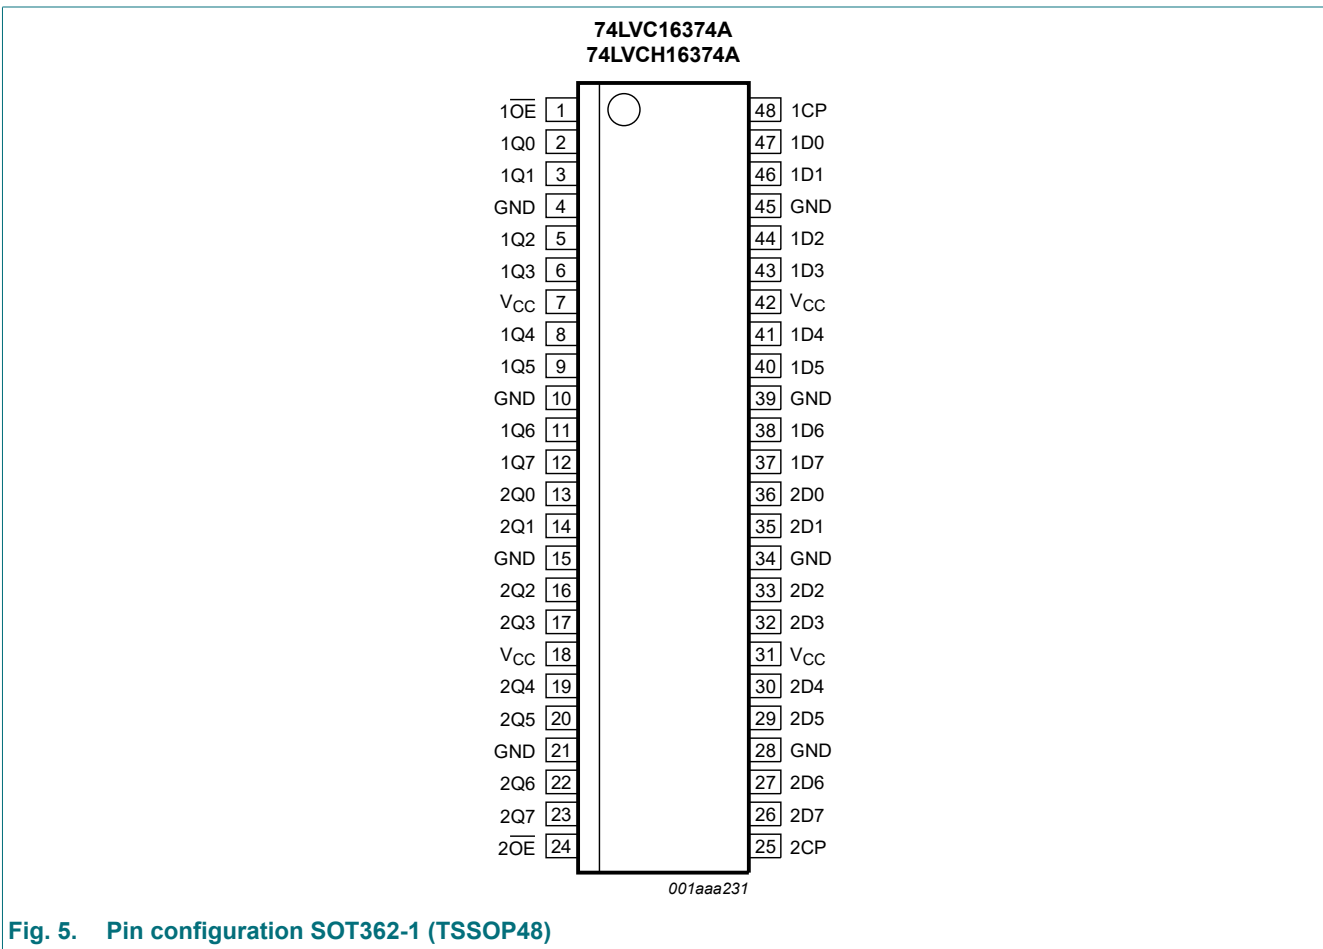 74LVC16374A
74LVCH16374A
1O̅E̅ 1 48 1CP
1Q0 2 47 1D0
1Q1 3 46 1D1
GND 4 45 GND
1Q2 5 44 1D2
1Q3 6 43 1D3
VCC 7 42 VCC
1Q4 8 41 1D4
1Q5 9 40 1D5
GND 10 39 GND
1Q6 11 38 1D6
1Q7 12 37 1D7
2Q0 13 36 2D0
2Q1 14 35 2D1
GND 15 34 GND
2Q2 16 33 2D2
2Q3 17 32 2D3
VCC 18 31 VCC
2Q4 19 30 2D4
2Q5 20 29 2D5
GND 21 28 GND
2Q6 22 27 2D6
2Q7 23 26 2D7
2O̅E̅ 24 25 2CP
001aaa231
Fig. 5. Pin configuration SOT362-1 (TSSOP48)